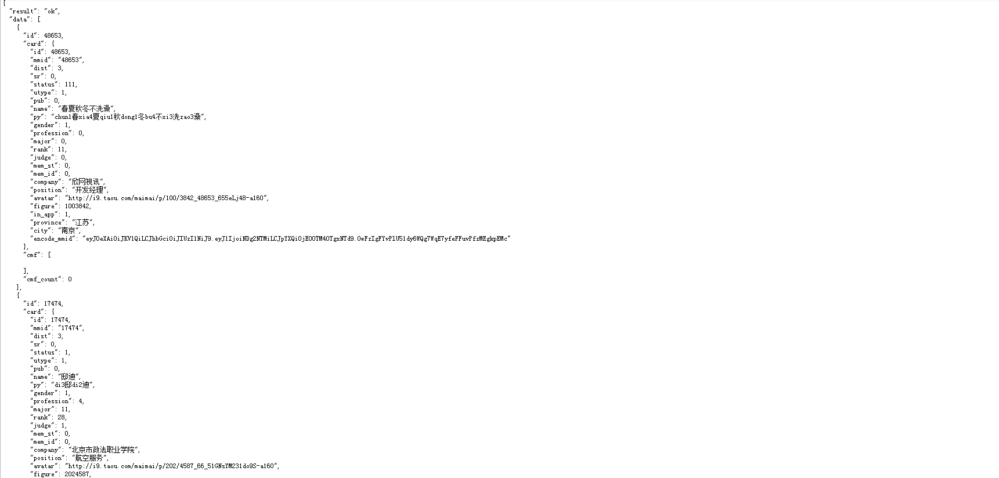 {
"result": "ok",
"data": [
{
"id": 48653,
"card": {
"id": 48653,
"mmid": "48653",
"dist": 3,
"sr": 0,
"status": 111,
"utype": 1,
"pub": 0,
"name": "春夏秋冬不洗澡",
"py": "chun1春xia4夏qiu1秋dong1冬bu4不xi3洗zao3澡",
"gender": 1,
"profession": 0,
"major": 0,
"rank": 11,
"judge": 0,
"mem_st": 0,
"mem_id": 0,
"company": "欣网视讯",
"position": "开发经理",
"avatar": "http://i9.taou.com/maimai/p/100/3842_48653_655eLj48-a160",
"figure": 1003842,
"in_app": 1,
"province": "江苏",
"city": "南京",
"encode_mmid": "eyJ0eXAiOiJKV1QiLCJhbGciOiJIUzI1NiJ9.eyJ1IjoiNDg2NTMiLCJpYXQiOjE0OTM4OTgxNTd9.OwFzIgFYvPlU51dy6WQg7WqE7yfeFFuvPfzMEgkpEMc"
},
"cmf": [
],
"cmf_count": 0
},
{
"id": 17474,
"card": {
"id": 17474,
"mmid": "17474",
"dist": 3,
"sr": 0,
"status": 1,
"utype": 1,
"pub": 0,
"name": "邸迪",
"py": "di3邸di2迪",
"gender": 1,
"profession": 4,
"major": 11,
"rank": 28,
"judge": 1,
"mem_st": 0,
"mem_id": 0,
"company": "北京市政法职业学院",
"position": "航空服务",
"avatar": "http://i9.taou.com/maimai/p/202/4587_66_51GNsYM231do9S-a160",
"figure": 2024587,